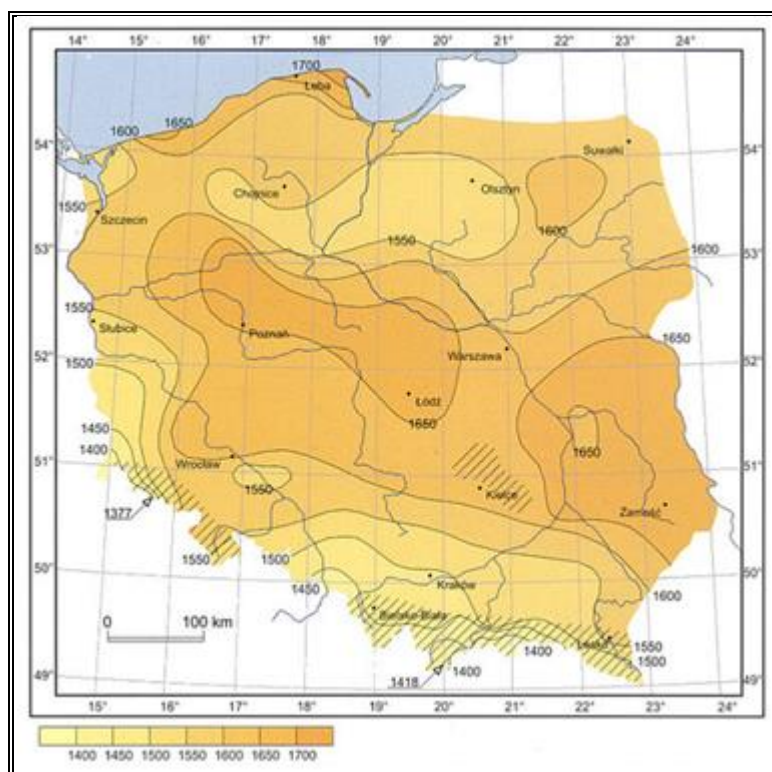 14° 15° 16° 17° 18° 19° 20° 21° 22° 23° 24°
1700
Łeba
1650
1600
54°
54°
Suwałki
Chojnice
Olsztyn
1550
Szczecin
1600
1550
1600
53°
53°
1550
Słubice
Poznań
1650
Warszawa
52°
52°
1500
Łódź
1650
1450
1400
Wrocław
1650
51°
51°
1550
Kielce
Zamość
1377
1550
1500
50°
50°
1450
Kraków
1600
0 100 km
Bielsko-Biała
Lesko
1550
1400
1500
1400
49°
1418
49°
15° 16° 17° 18° 19° 20° 21° 22° 23°
1400 1450 1500 1550 1600 1650 1700